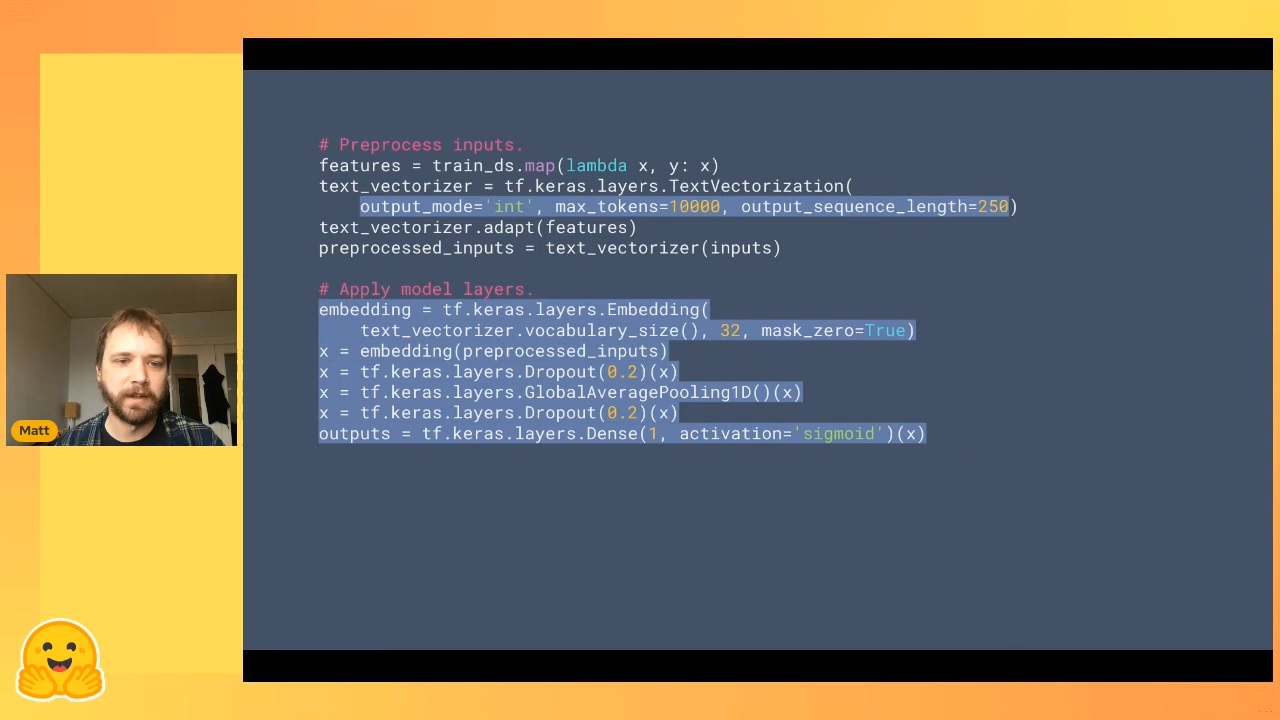 # Preprocess inputs.
features = train_ds.map(lambda x, y: x)
text_vectorizer = tf.keras.layers.TextVectorization(
    output_mode='int', max_tokens=10000, output_sequence_length=250)
text_vectorizer.adapt(features)
preprocessed_inputs = text_vectorizer(inputs)
# Apply model layers.
embedding = tf.keras.layers.Embedding(
    text_vectorizer.vocabulary_size(), 32, mask_zero=True)
x = embedding(preprocessed_inputs)
x = tf.keras.layers.Dropout(0.2)(x)
x = tf.keras.layers.GlobalAveragePooling1D()(x)
x = tf.keras.layers.Dropout(0.2)(x)
outputs = tf.keras.layers.Dense(1, activation='sigmoid')(x)
Matt